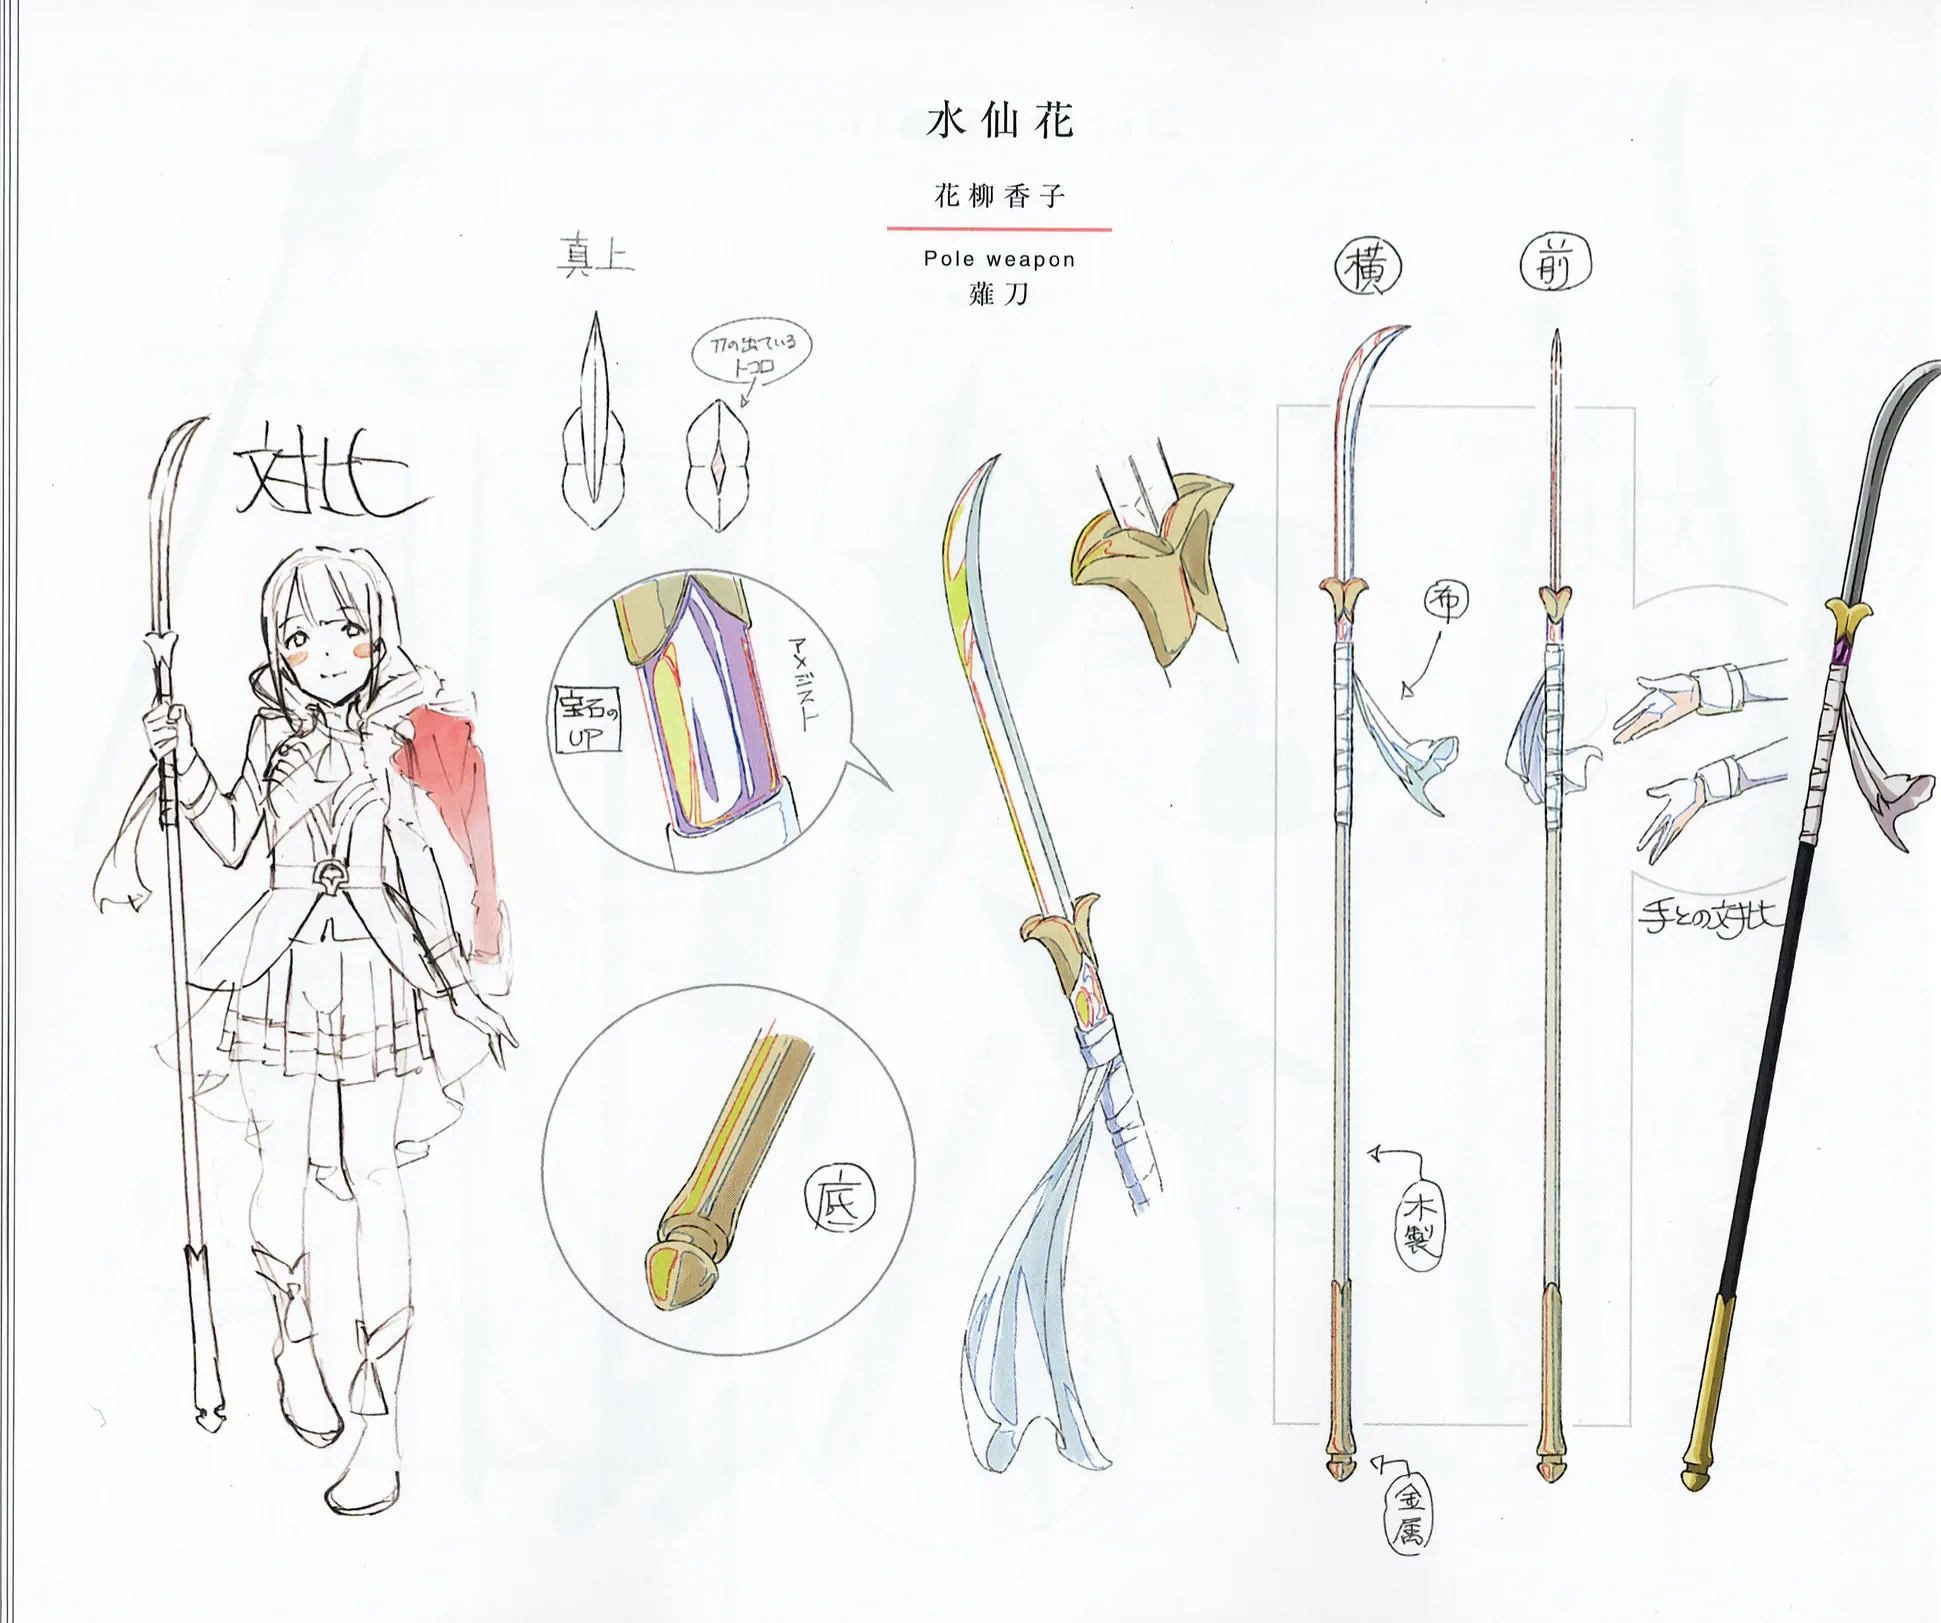 水仙花
花柳香子
Pole weapon
薙刀
真上
刃の出ている
トコロ
対比
宝石の
UP
アメジスト
底
横
前
布
手との対比
木製
金属